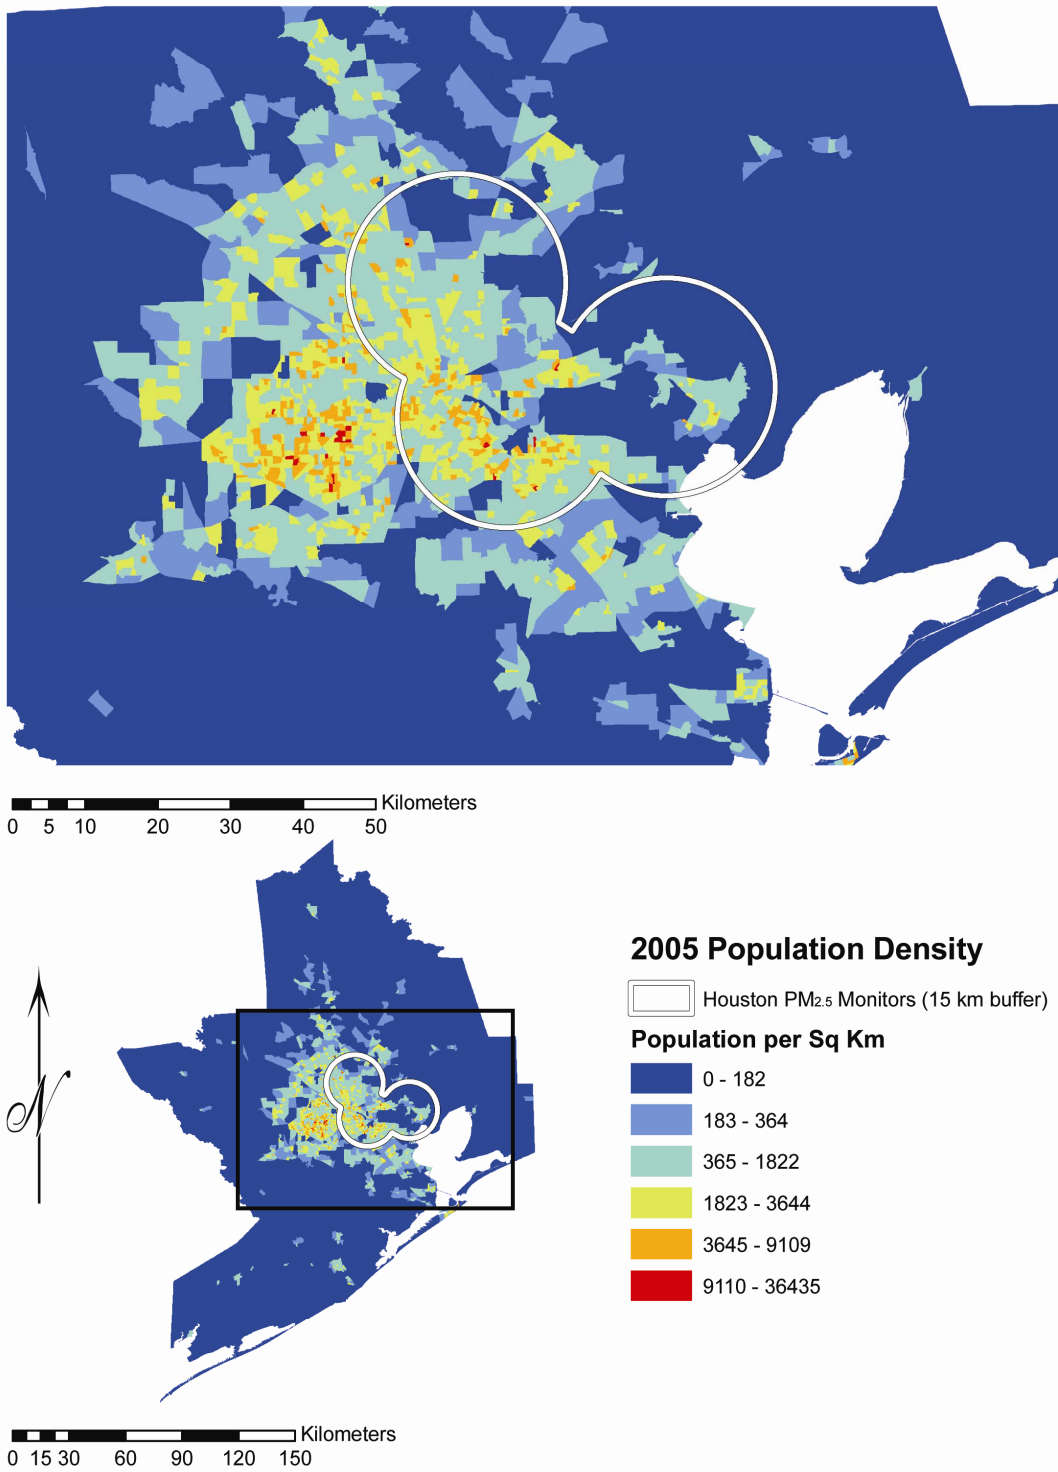 Kilometers
0 5 10 20 30 40 50
2005 Population Density
Houston PM2.5 Monitors (15 km buffer)
Population per Sq Km
0 - 182
183 - 364
365 - 1822
1823 - 3644
3645 - 9109
9110 - 36435
N
Kilometers
0 15 30 60 90 120 150